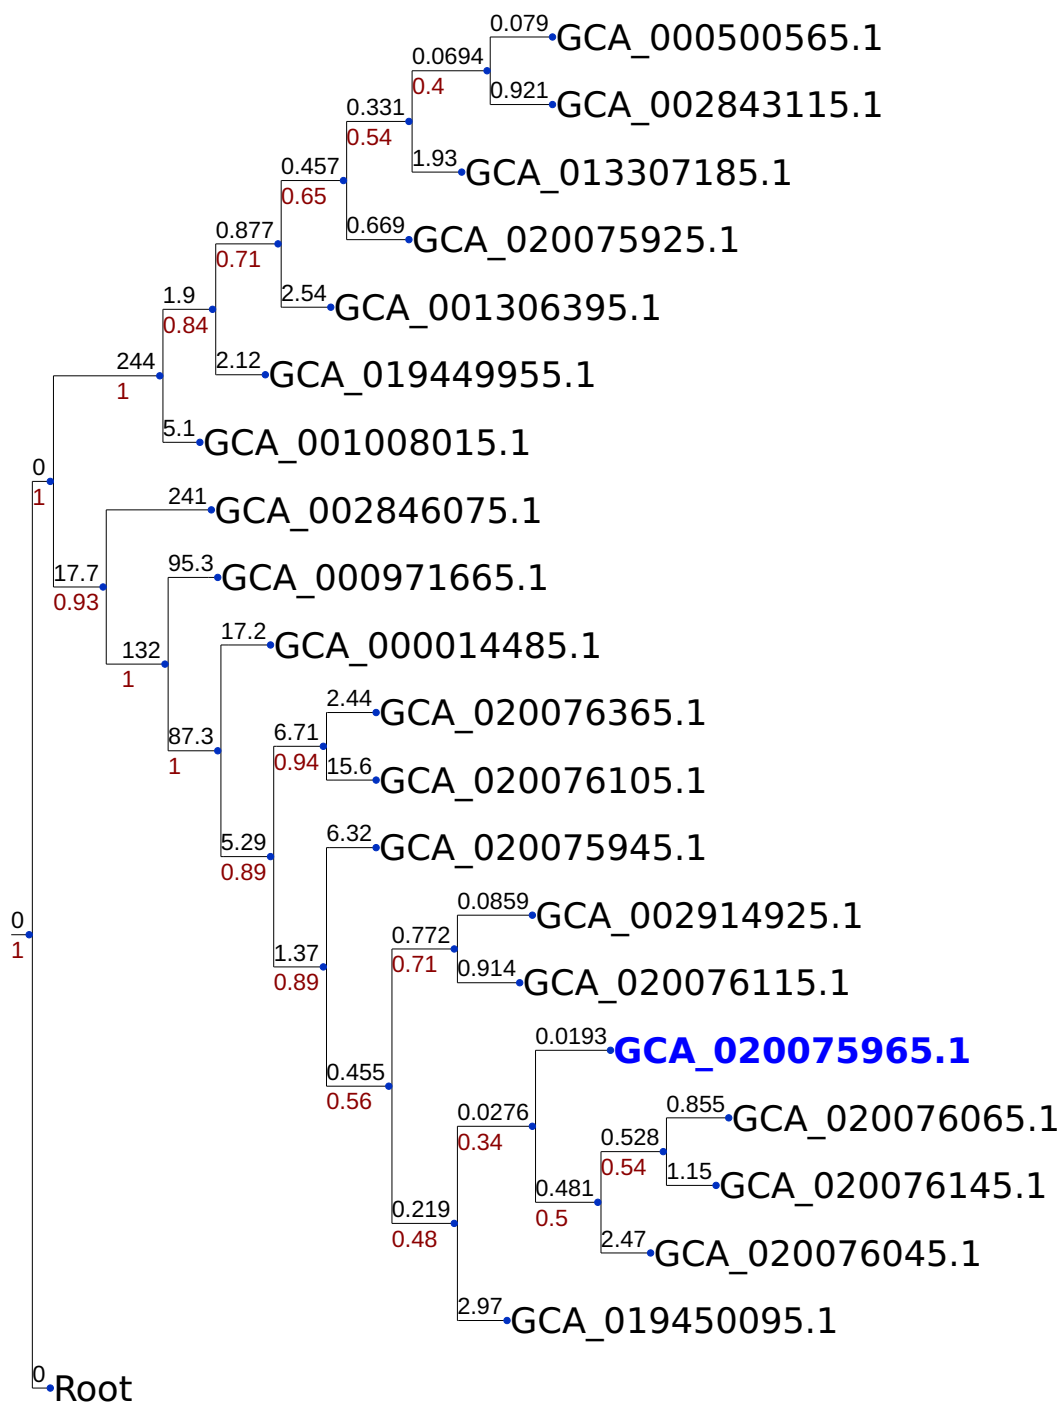 0.079 GCA_000500565.1
0.0694
0.4
0.921 GCA_002843115.1
0.331
0.54
1.93 GCA_013307185.1
0.457
0.65
0.669 GCA_020075925.1
0.877
0.71
2.54 GCA_001306395.1
1.9
0.84
2.12 GCA_019449955.1
244
1
5.1 GCA_001008015.1
0
1
241 GCA_002846075.1
17.7
0.93
95.3 GCA_000971665.1
132
1
17.2 GCA_000014485.1
87.3
1
2.44 GCA_020076365.1
6.71
0.94
15.6 GCA_020076105.1
5.29
0.89
6.32 GCA_020075945.1
0.0859 GCA_002914925.1
0
1
0.772
0.71
1.37
0.89
0.914 GCA_020076115.1
0.0193 GCA_020075965.1
0.455
0.56
0.0276
0.34
0.855 GCA_020076065.1
0.528
0.54
1.15 GCA_020076145.1
0.481
0.5
0.219
0.48
2.47 GCA_020076045.1
2.97 GCA_019450095.1
0 Root